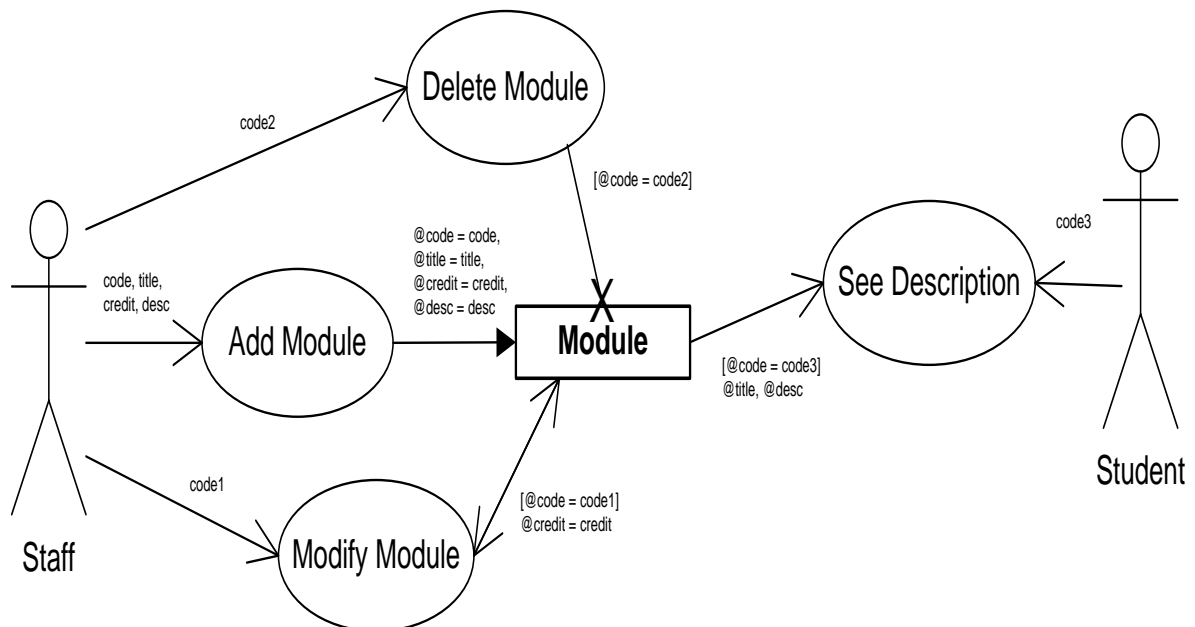 Delete Module
code2
[@code = code2]
code3
@code = code,
@title = title,
@credit = credit,
@desc = desc
code, title,
credit, desc
See Description
Add Module
Module
[@code = code3]
@title, @desc
Student
code1
[@code = code1]
@credit = credit
Staff
Modify Module
X